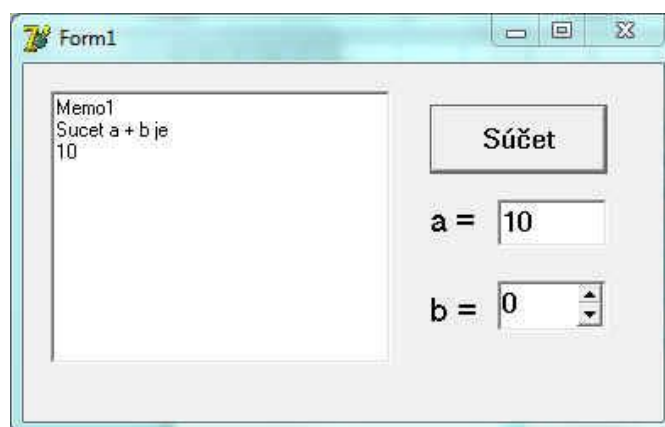 Form1
Memo1
Sucet a + b je
10
Súčet
a = 10
b = 0